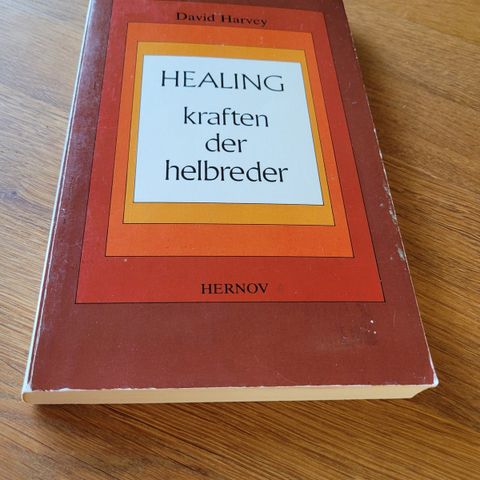 David Harvey
HEALING
kraften
der
helbreder
HERNOV